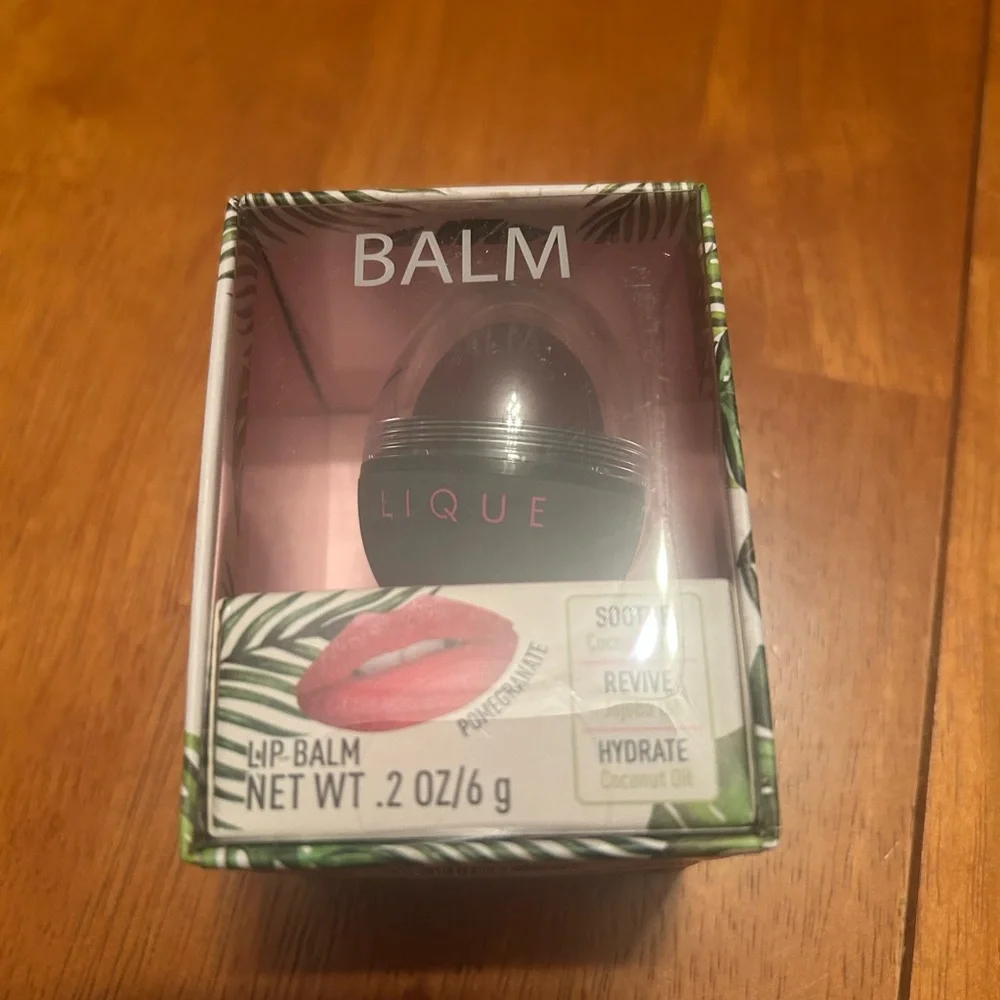 BALM
LIQUE
POMEGRANATE
SOOTHE
REVIVE
HYDRATE
Coconut Oil
LIP BALM
NET WT .2 OZ/6 g